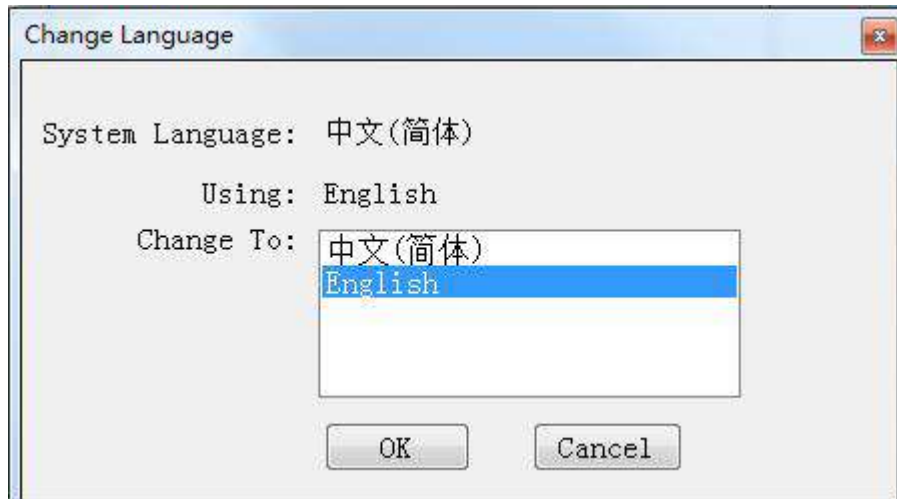 Change Language
System Language: 中文(简体)
Using: English
Change To: 中文(简体)
English
OK Cancel